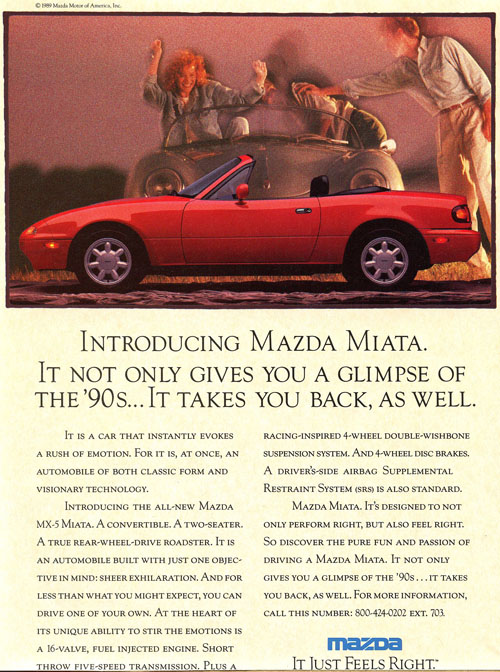 © 1989 Mazda Motor of America, Inc.
INTRODUCING MAZDA MIATA.
IT NOT ONLY GIVES YOU A GLIMPSE OF
THE '90S... IT TAKES YOU BACK, AS WELL.
IT IS A CAR THAT INSTANTLY EVOKES
A RUSH OF EMOTION. FOR IT IS, AT ONCE, AN
AUTOMOBILE OF BOTH CLASSIC FORM AND
VISIONARY TECHNOLOGY.
INTRODUCING THE ALL-NEW MAZDA
MX-5 MIATA. A CONVERTIBLE. A TWO-SEATER.
A TRUE REAR-WHEEL-DRIVE ROADSTER. IT IS
AN AUTOMOBILE BUILT WITH JUST ONE OBJEC-
TIVE IN MIND: SHEER EXHILARATION. AND FOR
LESS THAN WHAT YOU MIGHT EXPECT, YOU CAN
DRIVE ONE OF YOUR OWN. AT THE HEART OF
ITS UNIQUE ABILITY TO STIR THE EMOTIONS IS
A 16-VALVE, FUEL INJECTED ENGINE. SHORT
THROW FIVE-SPEED TRANSMISSION. PLUS A
RACING-INSPIRED 4-WHEEL DOUBLE-WISHBONE
SUSPENSION SYSTEM. AND 4-WHEEL DISC BRAKES.
A DRIVER'S-SIDE AIRBAG SUPPLEMENTAL
RESTRAINT SYSTEM (SRS) IS ALSO STANDARD.
MAZDA MIATA. IT'S DESIGNED TO NOT
ONLY PERFORM RIGHT, BUT ALSO FEEL RIGHT.
SO DISCOVER THE PURE FUN AND PASSION OF
DRIVING A MAZDA MIATA. IT NOT ONLY
GIVES YOU A GLIMPSE OF THE '90S...IT TAKES
YOU BACK, AS WELL. FOR MORE INFORMATION,
CALL THIS NUMBER: 800-424-0202 EXT. 703.
mazda
IT JUST FEELS RIGHT.™